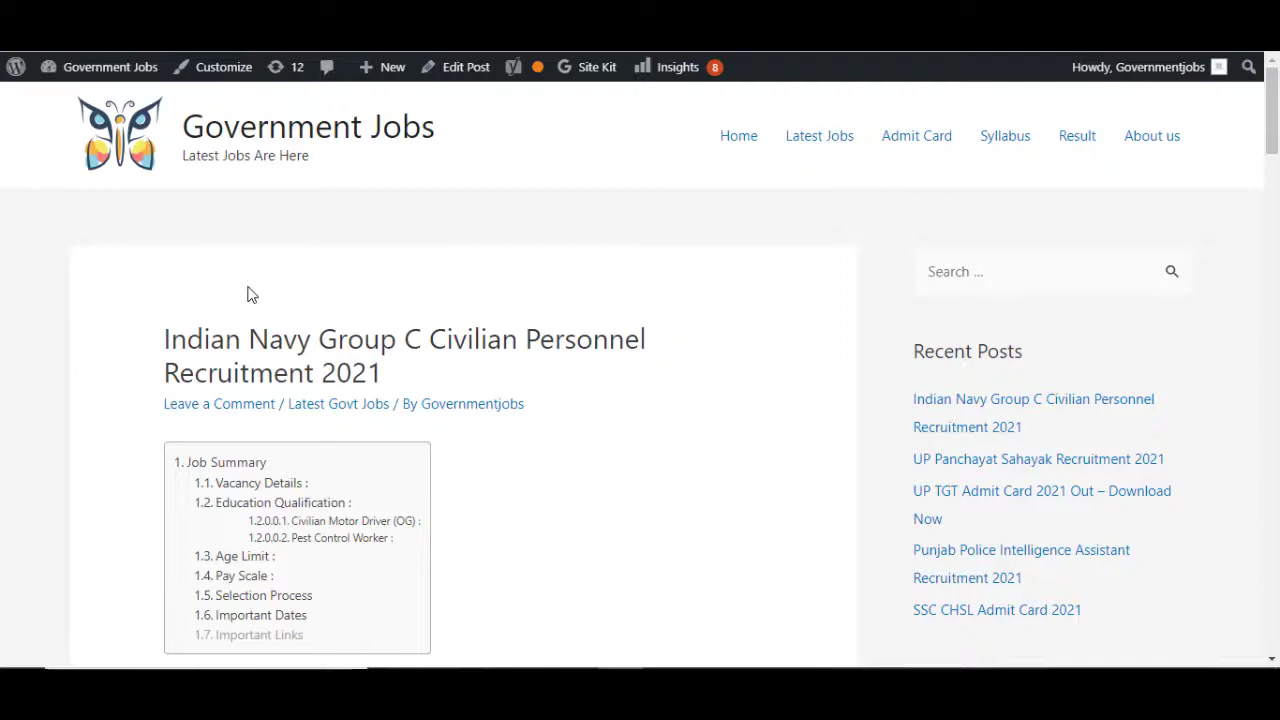 Government Jobs Customize 12 New Edit Post Site Kit Insights 8 Howdy, Governmentjobs
Government Jobs
Latest Jobs Are Here
Home Latest Jobs Admit Card Syllabus Result About us
Indian Navy Group C Civilian Personnel
Recruitment 2021
Leave a Comment / Latest Govt Jobs / By Governmentjobs
1. Job Summary
1.1. Vacancy Details :
1.2. Education Qualification :
1.2.0.0.1. Civilian Motor Driver (OG) :
1.2.0.0.2. Pest Control Worker :
1.3. Age Limit :
1.4. Pay Scale :
1.5. Selection Process
1.6. Important Dates
1.7. Important Links
Search ...
Recent Posts
Indian Navy Group C Civilian Personnel
Recruitment 2021
UP Panchayat Sahayak Recruitment 2021
UP TGT Admit Card 2021 Out – Download
Now
Punjab Police Intelligence Assistant
Recruitment 2021
SSC CHSL Admit Card 2021